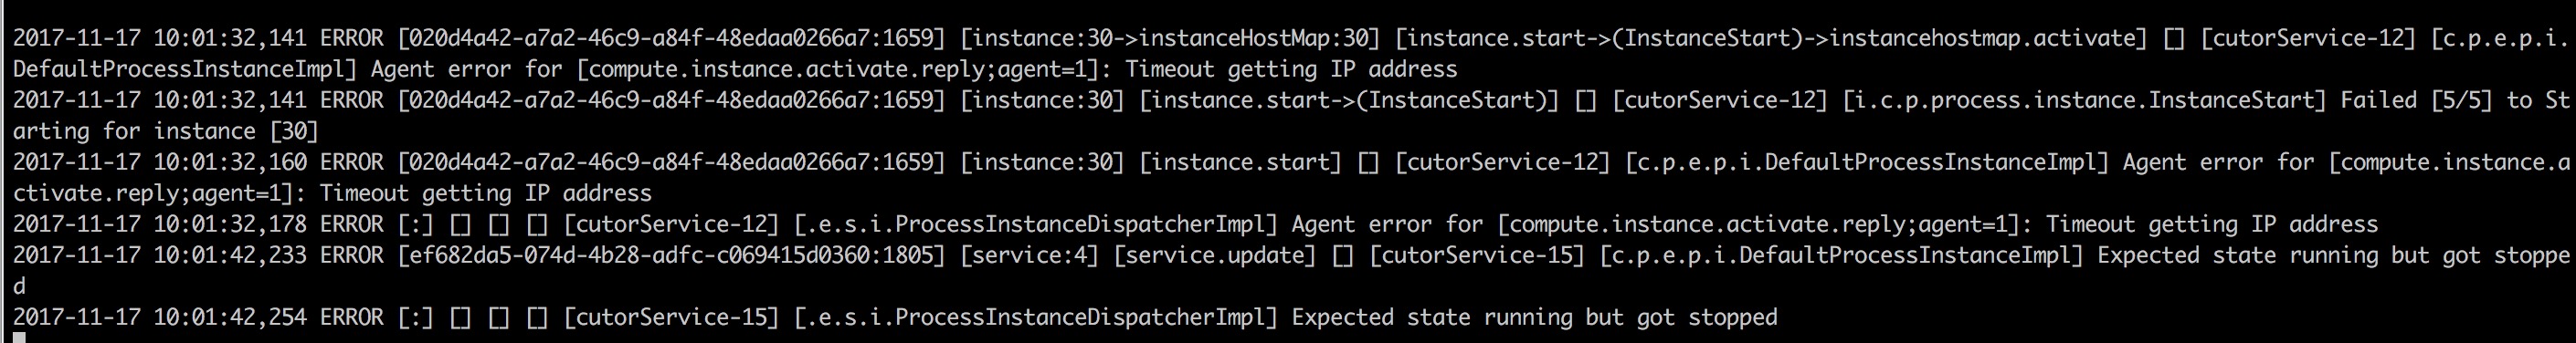 2017-11-17 10:01:32,141 ERROR [020d4a42-a7a2-46c9-a84f-48edaa0266a7:1659] [instance:30->instanceHostMap:30] [instance.start->(InstanceStart)->instancehostmap.activate] [] [cutorService-12] [c.p.e.p.i.
DefaultProcessInstanceImpl] Agent error for [compute.instance.activate.reply;agent=1]: Timeout getting IP address
2017-11-17 10:01:32,141 ERROR [020d4a42-a7a2-46c9-a84f-48edaa0266a7:1659] [instance:30] [instance.start->(InstanceStart)] [] [cutorService-12] [i.c.p.process.instance.InstanceStart] Failed [5/5] to St
arting for instance [30]
2017-11-17 10:01:32,160 ERROR [020d4a42-a7a2-46c9-a84f-48edaa0266a7:1659] [instance:30] [instance.start] [] [cutorService-12] [c.p.e.p.i.DefaultProcessInstanceImpl] Agent error for [compute.instance.a
ctivate.reply;agent=1]: Timeout getting IP address
2017-11-17 10:01:32,178 ERROR [:] [] [] [] [cutorService-12] [.e.s.i.ProcessInstanceDispatcherImpl] Agent error for [compute.instance.activate.reply;agent=1]: Timeout getting IP address
2017-11-17 10:01:42,233 ERROR [ef682da5-074d-4b28-adfc-c069415d0360:1805] [service:4] [service.update] [] [cutorService-15] [c.p.e.p.i.DefaultProcessInstanceImpl] Expected state running but got stoppe
d
2017-11-17 10:01:42,254 ERROR [:] [] [] [] [cutorService-15] [.e.s.i.ProcessInstanceDispatcherImpl] Expected state running but got stopped